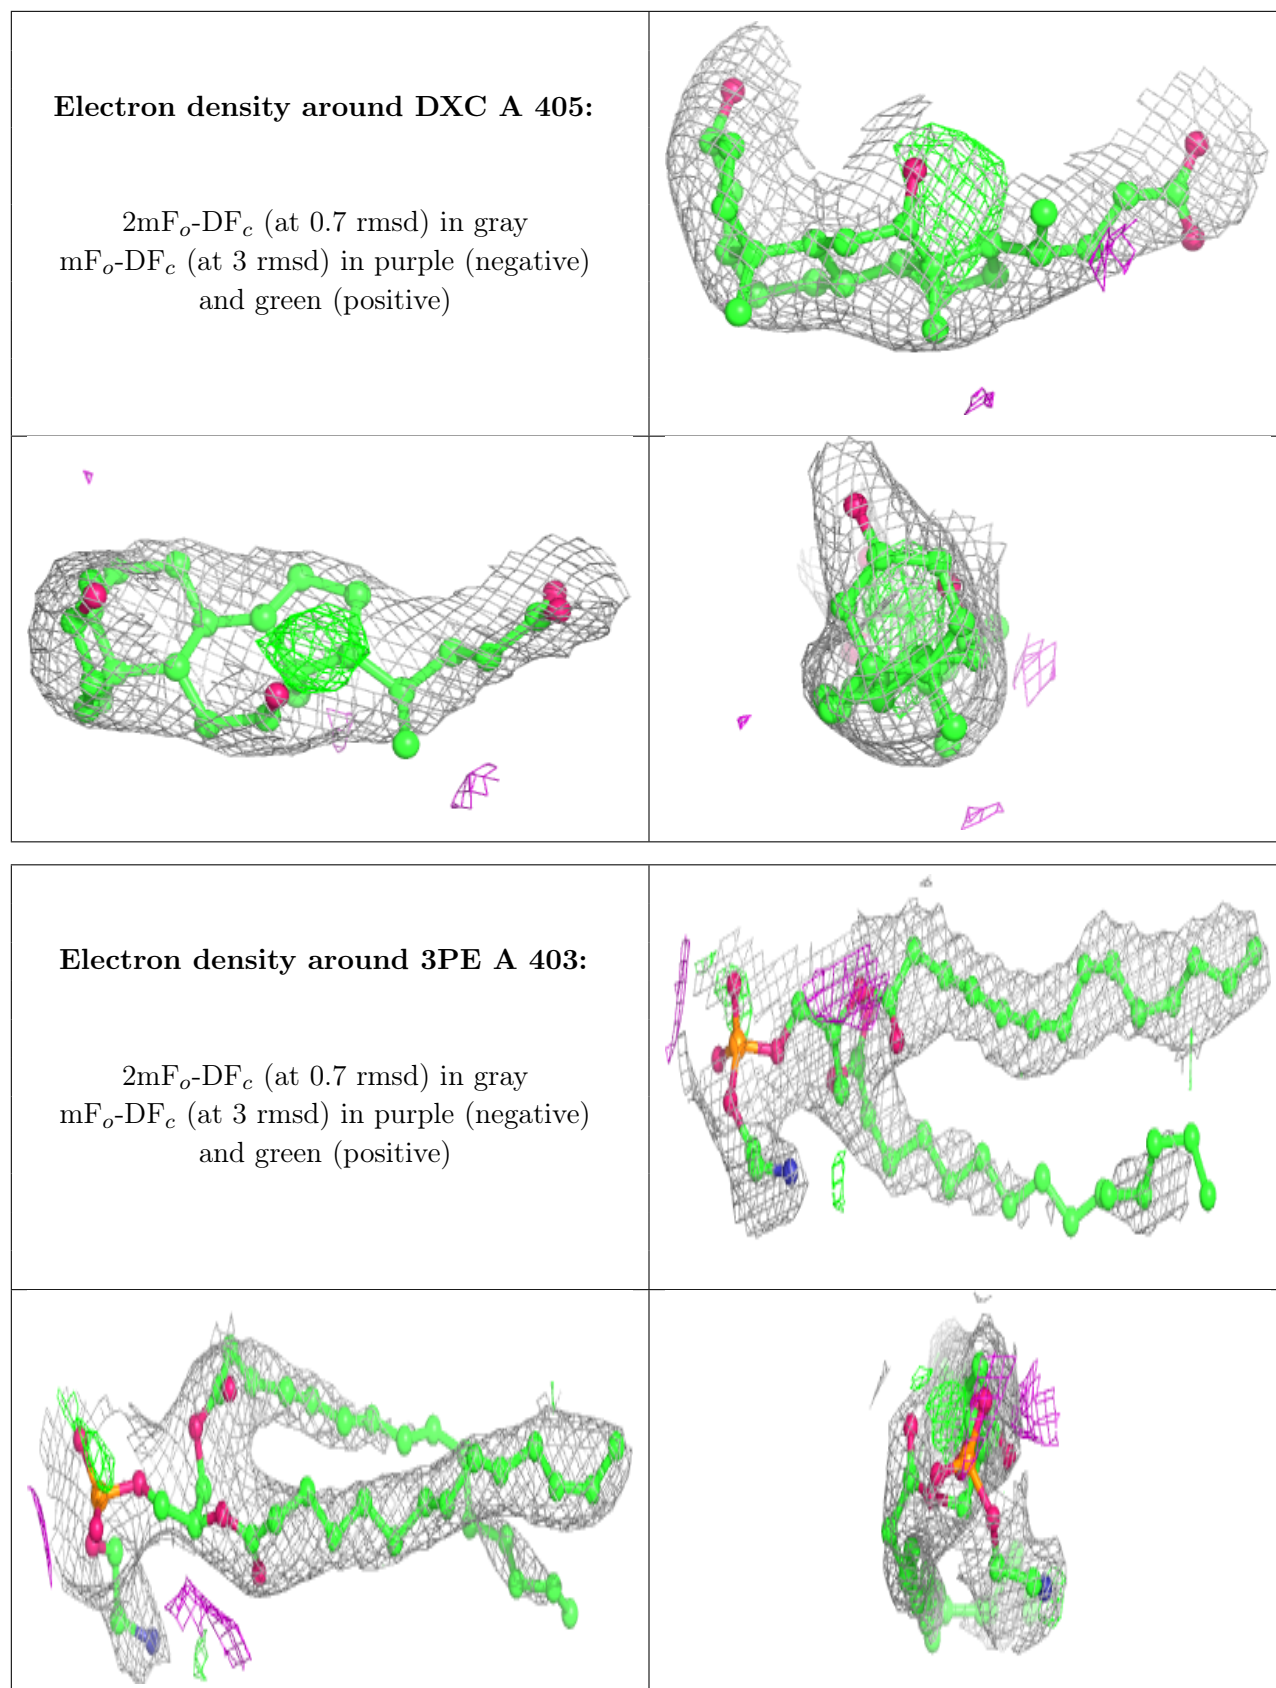 Electron density around DXC A 405:
2mFo-DFc (at 0.7 rmsd) in gray
mFo-DFc (at 3 rmsd) in purple (negative)
and green (positive)
Electron density around 3PE A 403:
2mFo-DFc (at 0.7 rmsd) in gray
mFo-DFc (at 3 rmsd) in purple (negative)
and green (positive)